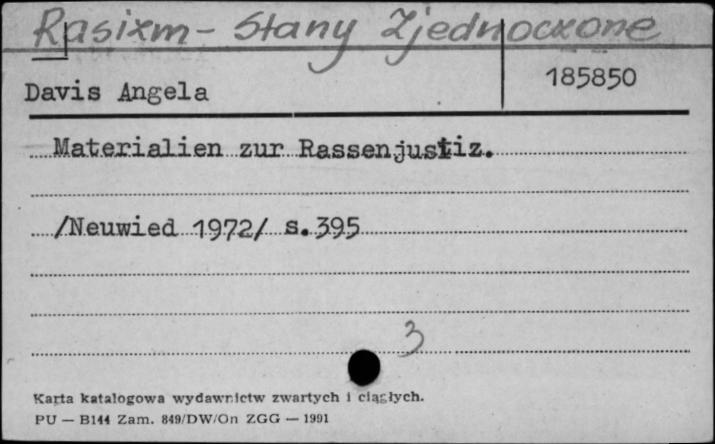 Rasizm - Stany Zjednoczone
185850
Davis Angela
Materialien zur Rassenjustiz.
/Neuwied 1972/ s.395
3
Karta katalogowa wydawnictw zwartych i ciągłych.
PU — B144 Zam. 849/DW/On ZGG — 1991